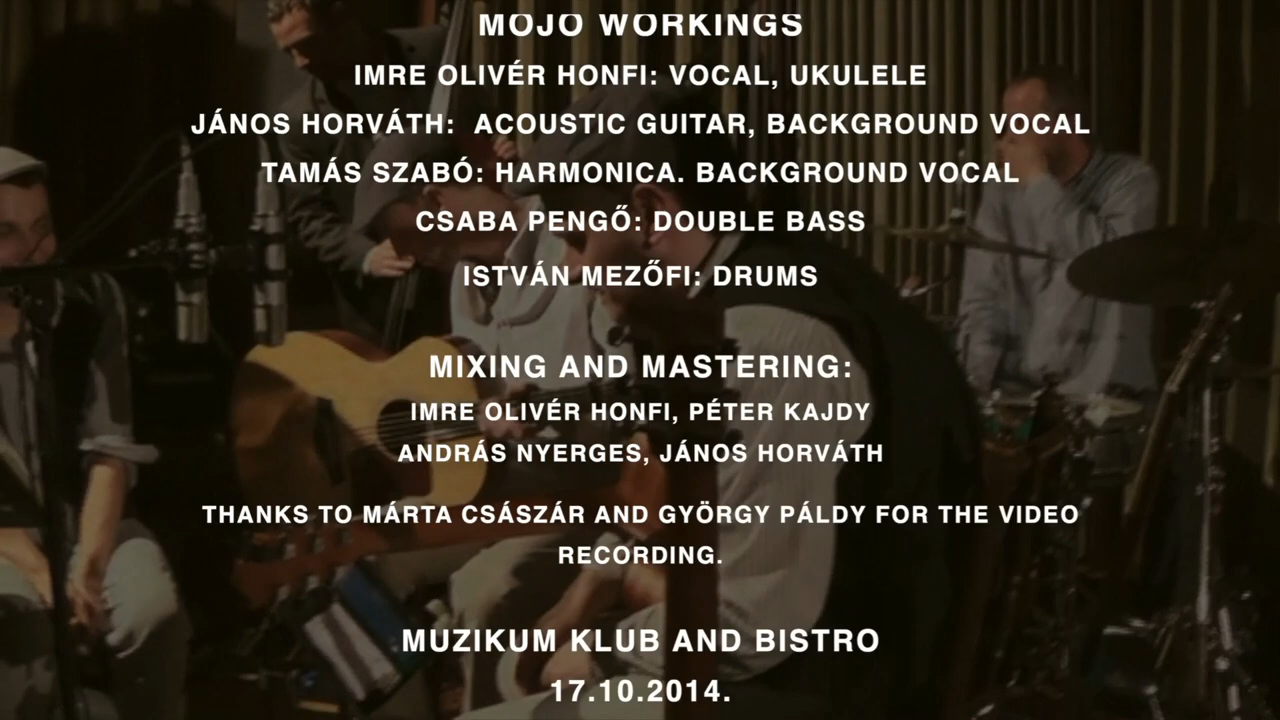 MOJO WORKINGS
IMRE OLIVÉR HONFI: VOCAL, UKULELE
JÁNOS HORVÁTH: ACOUSTIC GUITAR, BACKGROUND VOCAL
TAMÁS SZABÓ: HARMONICA. BACKGROUND VOCAL
CSABA PENGŐ: DOUBLE BASS
ISTVÁN MEZŐFI: DRUMS
MIXING AND MASTERING:
IMRE OLIVÉR HONFI, PÉTER KAJDY
ANDRÁS NYERGES, JÁNOS HORVÁTH
THANKS TO MÁRTA CSÁSZÁR AND GYÖRGY PÁLDY FOR THE VIDEO
RECORDING.
MUZIKUM KLUB AND BISTRO
17.10.2014.